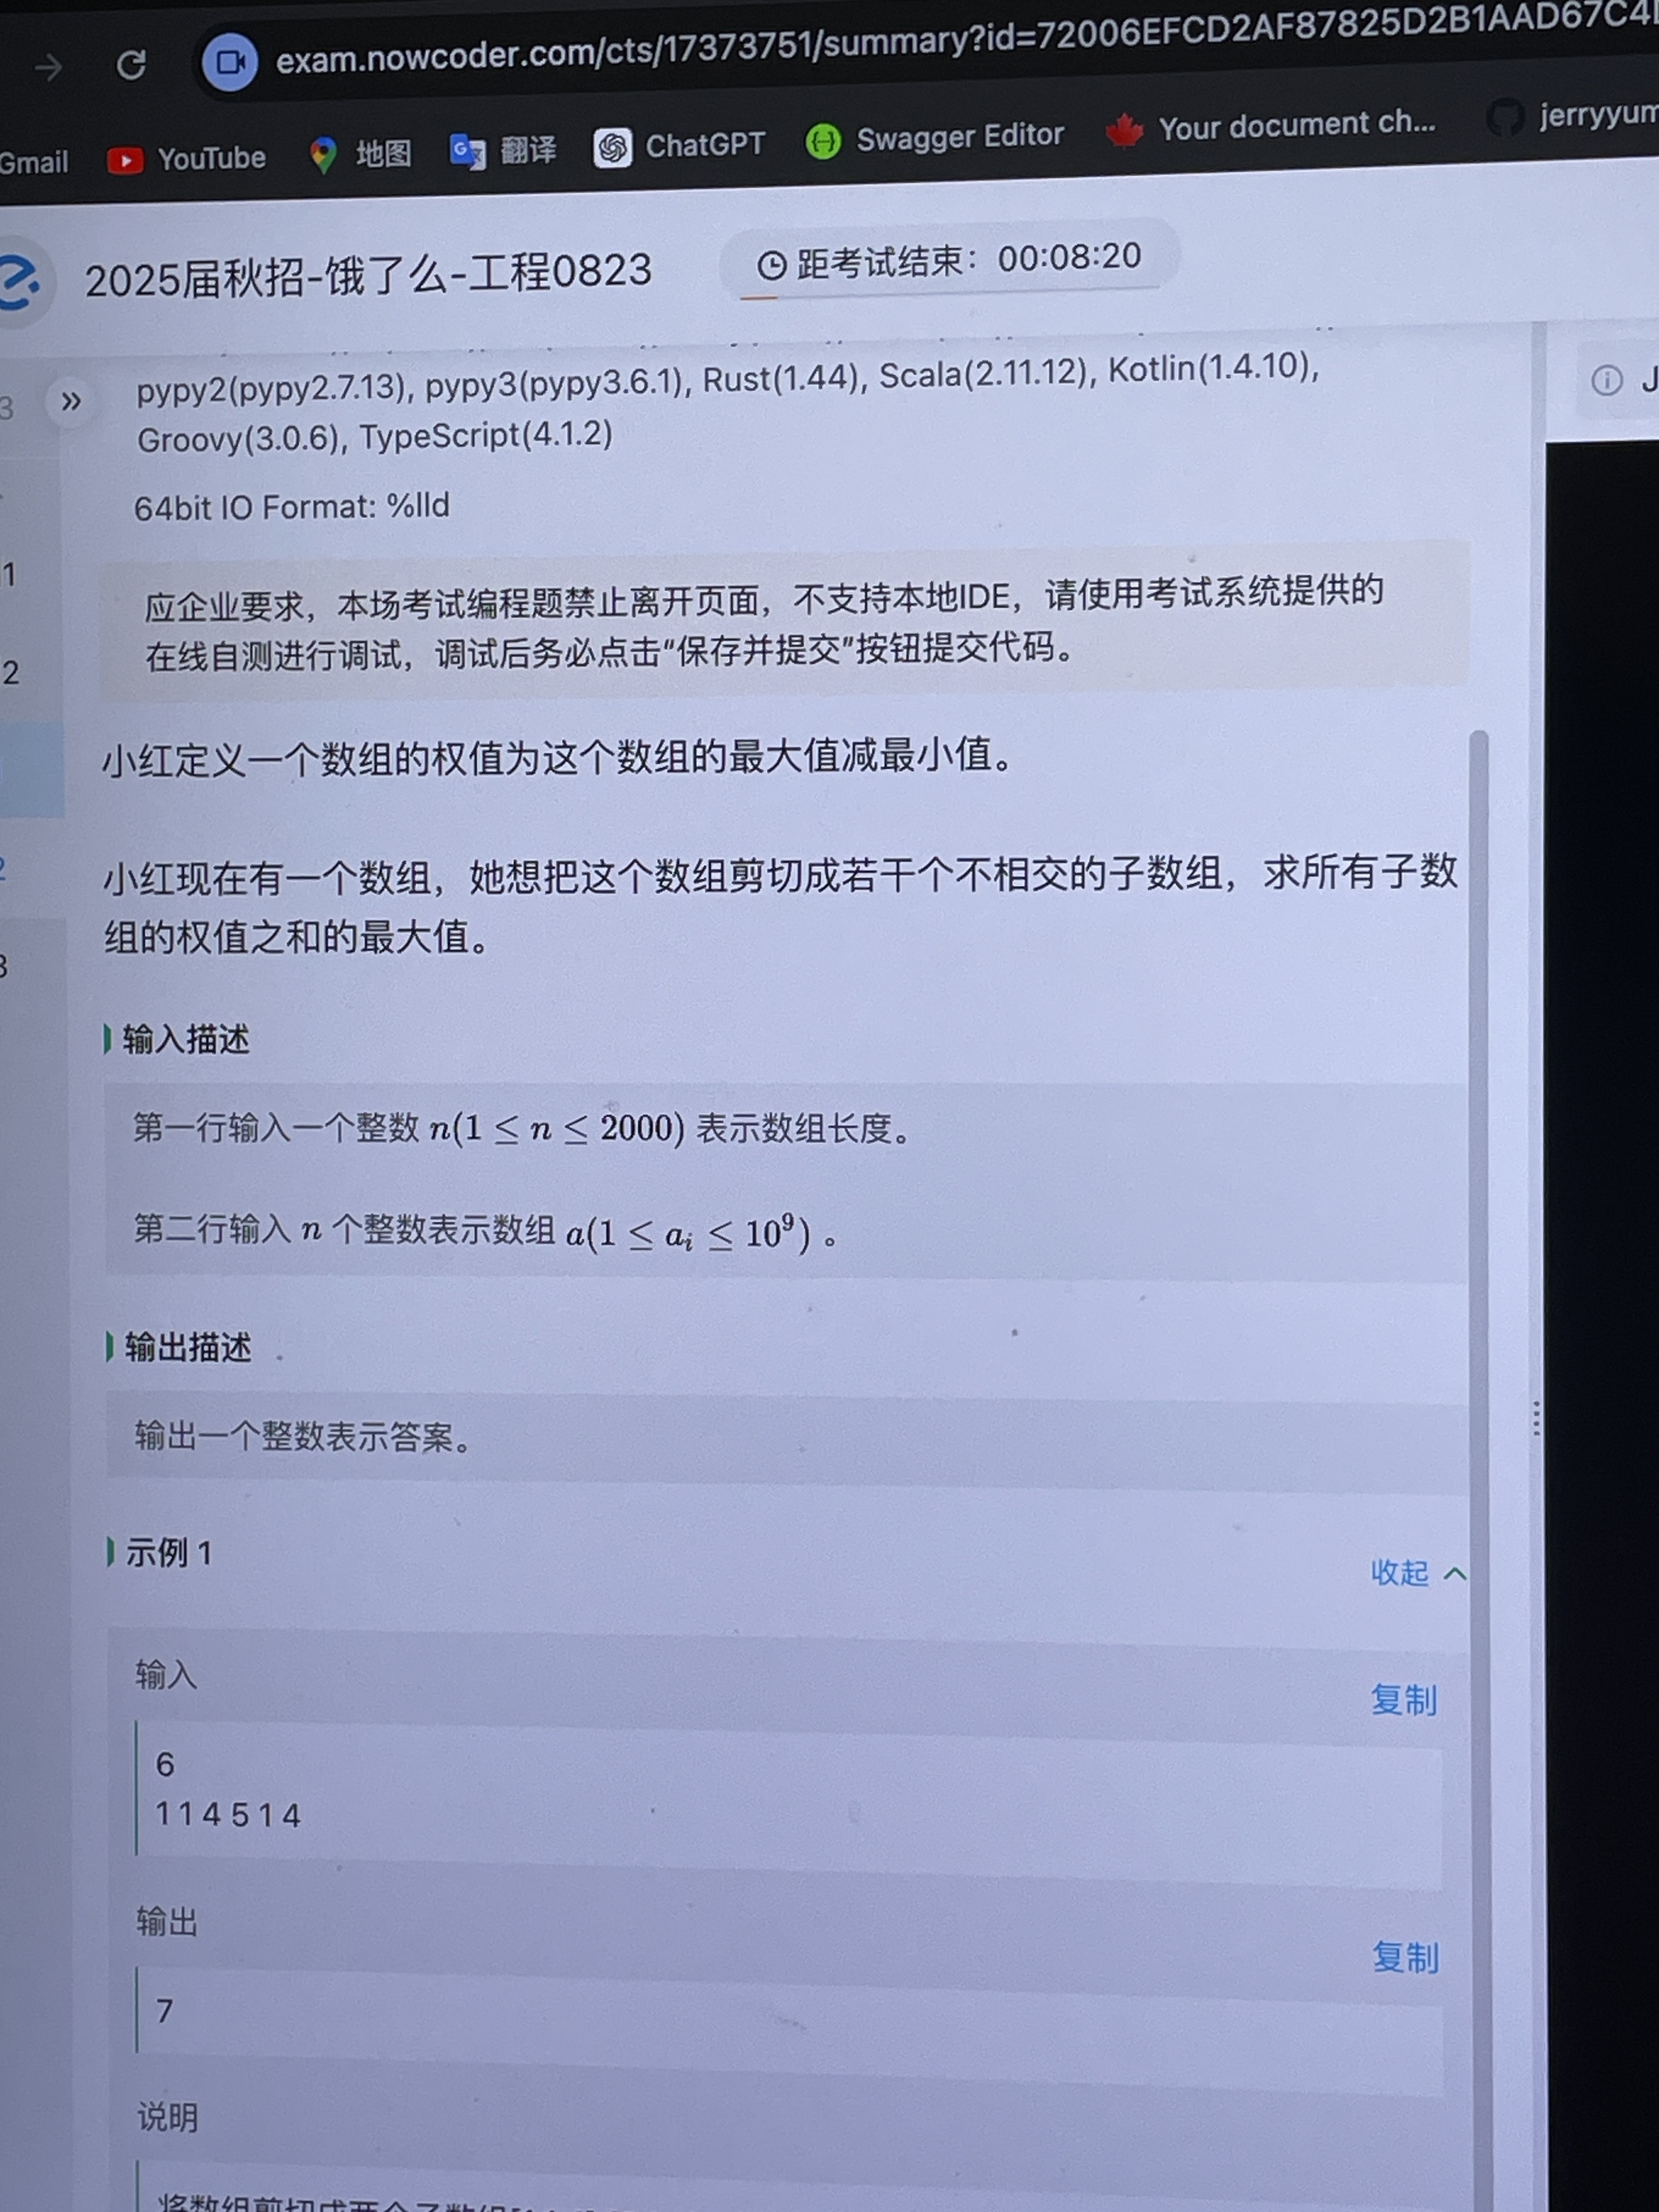 exam.nowcoder.com/cts/17373751/summary?id=72006EFCD2AF87825D2B1AAD67C4
Gmail YouTube 地图 翻译 ChatGPT Swagger Editor Your document ch... jerryyum
2025届秋招-饿了么-工程0823 距考试结束：00:08:20
3 » pypy2(pypy2.7.13), pypy3(pypy3.6.1), Rust(1.44), Scala(2.11.12), Kotlin(1.4.10),
Groovy(3.0.6), TypeScript(4.1.2)
64bit IO Format: %lld
1
2
应企业要求，本场考试编程题禁止离开页面，不支持本地IDE，请使用考试系统提供的
在线自测进行调试，调试后务必点击“保存并提交”按钮提交代码。
小红定义一个数组的权值为这个数组的最大值减最小值。
2
小红现在有一个数组，她想把这个数组剪切成若干个不相交的子数组，求所有子数
组的权值之和的最大值。
3
输入描述
第一行输入一个整数 n(1 ≤ n ≤ 2000) 表示数组长度。
第二行输入 n 个整数表示数组 a(1 ≤ aᵢ ≤ 10⁹) 。
输出描述
输出一个整数表示答案。
示例 1 收起
输入 复制
6
1 1 4 5 1 4
输出 复制
7
说明